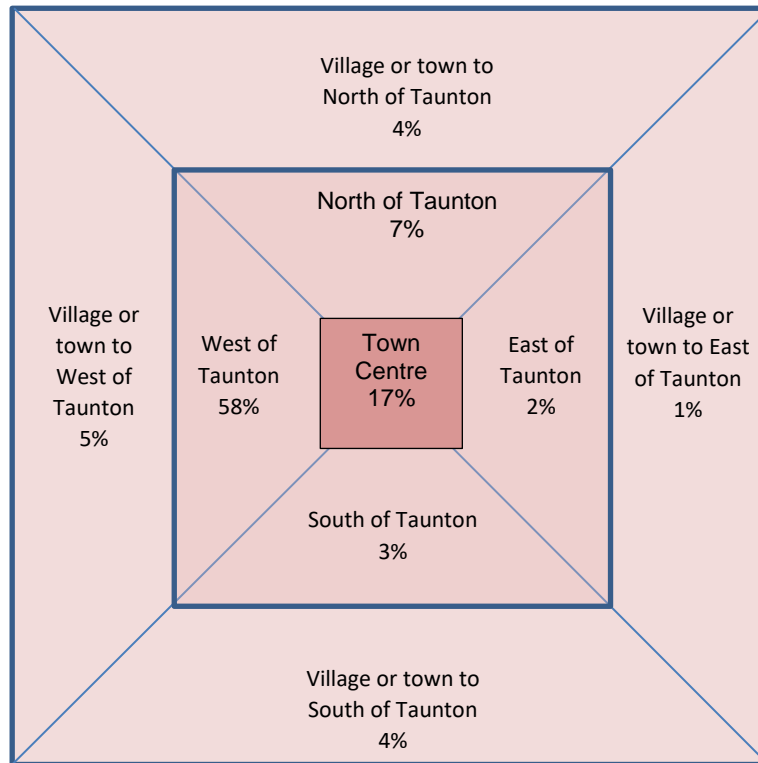 Village or town to
North of Taunton
4%
North of Taunton
7%
Village or
town to
West of
Taunton
5%
West of
Taunton
58%
Town
Centre
17%
East of
Taunton
2%
Village or
town to East
of Taunton
1%
South of Taunton
3%
Village or town to
South of Taunton
4%